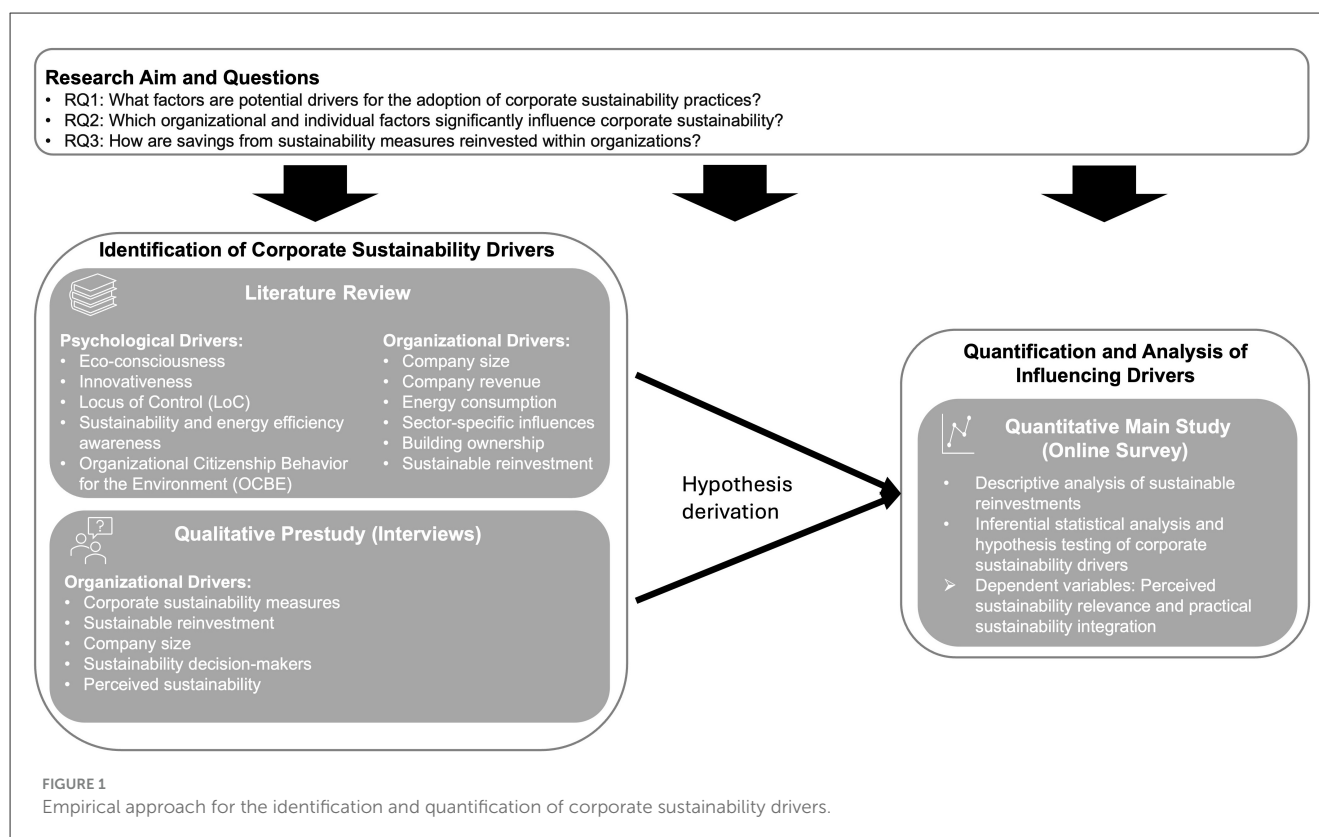 Research Aim and Questions
• RQ1: What factors are potential drivers for the adoption of corporate sustainability practices?
• RQ2: Which organizational and individual factors significantly influence corporate sustainability?
• RQ3: How are savings from sustainability measures reinvested within organizations?
Identification of Corporate Sustainability Drivers
Literature Review
Psychological Drivers:
• Eco-consciousness
• Innovativeness
• Locus of Control (LoC)
• Sustainability and energy efficiency
awareness
• Organizational Citizenship Behavior
for the Environment (OCBE)
Organizational Drivers:
• Company size
• Company revenue
• Energy consumption
• Sector-specific influences
• Building ownership
• Sustainable reinvestment
?
Qualitative Prestudy (Interviews)
Organizational Drivers:
• Corporate sustainability measures
• Sustainable reinvestment
• Company size
• Sustainability decision-makers
• Perceived sustainability
Hypothesis
derivation
Quantification and Analysis of
Influencing Drivers
Quantitative Main Study
(Online Survey)
• Descriptive analysis of sustainable
reinvestments
• Inferential statistical analysis and
hypothesis testing of corporate
sustainability drivers
➢ Dependent variables: Perceived
sustainability relevance and practical
sustainability integration
FIGURE 1
Empirical approach for the identification and quantification of corporate sustainability drivers.